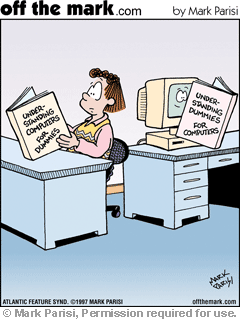 off the mark.com by Mark Parisi
UNDER-
STANDING
COMPUTERS
FOR
DUMMIES
UNDER-
STANDING
DUMMIES
FOR
COMPUTERS
MARK
PARISI
ATLANTIC FEATURE SYND. ©1997 MARK PARISI offthemark.com
© Mark Parisi, Permission required for use.